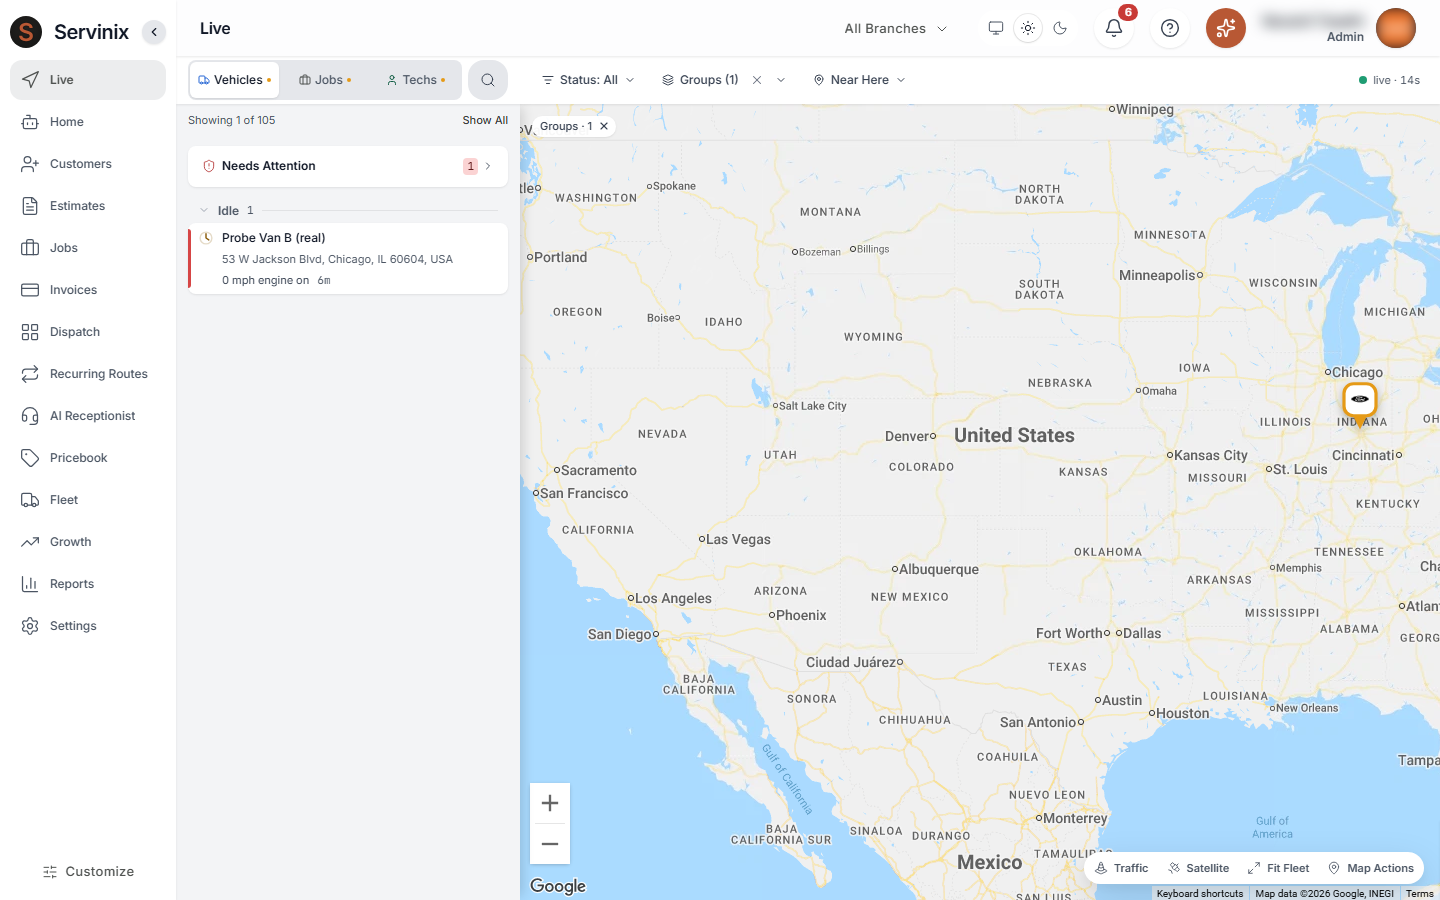 S Servinix
Live
All Branches
6
Admin
Live
Home
Customers
Estimates
Jobs
Invoices
Dispatch
Recurring Routes
AI Receptionist
Pricebook
Fleet
Growth
Reports
Settings
Customize
Vehicles
Jobs
Techs
Status: All
Groups (1)
Near Here
live · 14s
Showing 1 of 105
Show All
Needs Attention
1
Idle 1
Probe Van B (real)
53 W Jackson Blvd, Chicago, IL 60604, USA
0 mph engine on 6m
Groups · 1
Winnipeg
Spokane
WASHINGTON
NORTH
DAKOTA
MONTANA
MINNESOTA
Bozeman
Billings
Portland
Minneapolis
WISCONSIN
SOUTH
DAKOTA
OREGON
Boise
IDAHO
MICHIGAN
WYOMING
IOWA
Chicago
NEBRASKA
Omaha
Salt Lake City
ILLINOIS
INDIANA
OH
NEVADA
Denver
United States
UTAH
COLORADO
KANSAS
Kansas City
Cincinnati
Sacramento
St. Louis
MISSOURI
San Francisco
KENTUCKY
CALIFORNIA
Las Vegas
OKLAHOMA
TENNESSEE
Albuquerque
Memphis
Cha
ARKANSAS
ARIZONA
Los Angeles
NEW MEXICO
Phoenix
MISSISSIPPI
Atlant
San Diego
Fort Worth
Dallas
ALABAMA
GEORG
Ciudad Juárez
TEXAS
BAJA
CALIFORNIA
SONORA
Austin
LOUISIANA
Houston
New Orleans
CHIHUAHUA
San Antonio
Gulf of California
COAHUILA
Tampa
NUEVO LEON
Monterrey
Gulf of
America
BAJA
CALIFORNIA SUR
SINALOA
DURANGO
Mexico
TAMAULIPAS
SAN LUIS
Traffic
Satellite
Fit Fleet
Map Actions
Google
Keyboard shortcuts
Map data ©2026 Google, INEGI
Terms